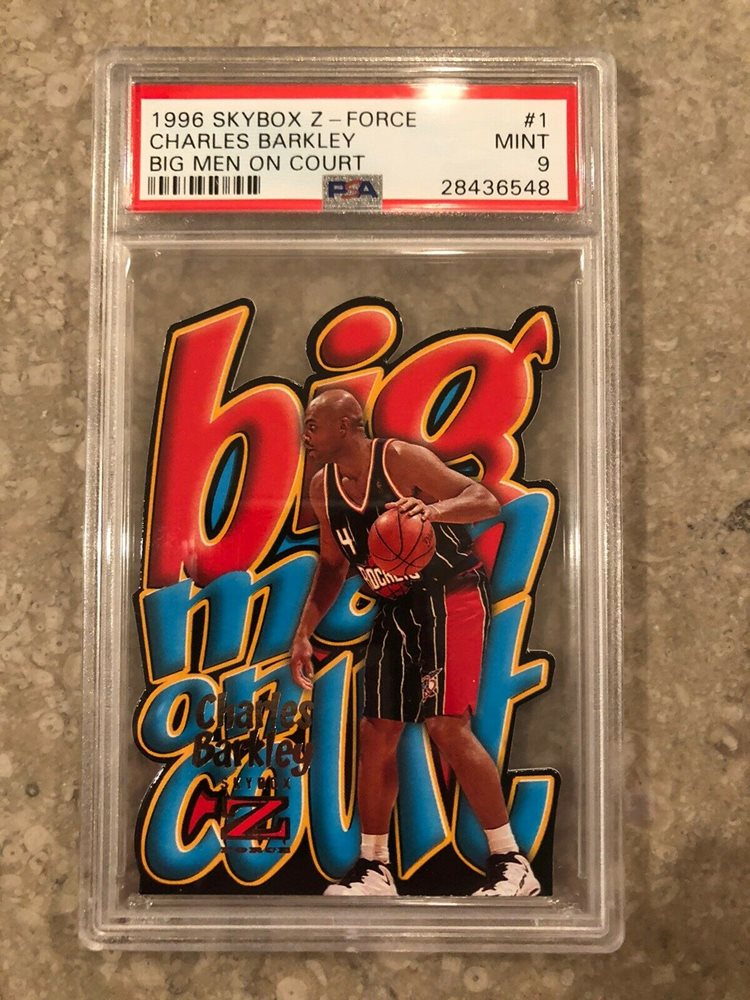 1996 SKYBOX Z-FORCE #1
CHARLES BARKLEY MINT
BIG MEN ON COURT 9
PSA 28436548
big
men
on
court
4
ROCKETS
Charles
Barkley
SKYBOX
Z
FORCE